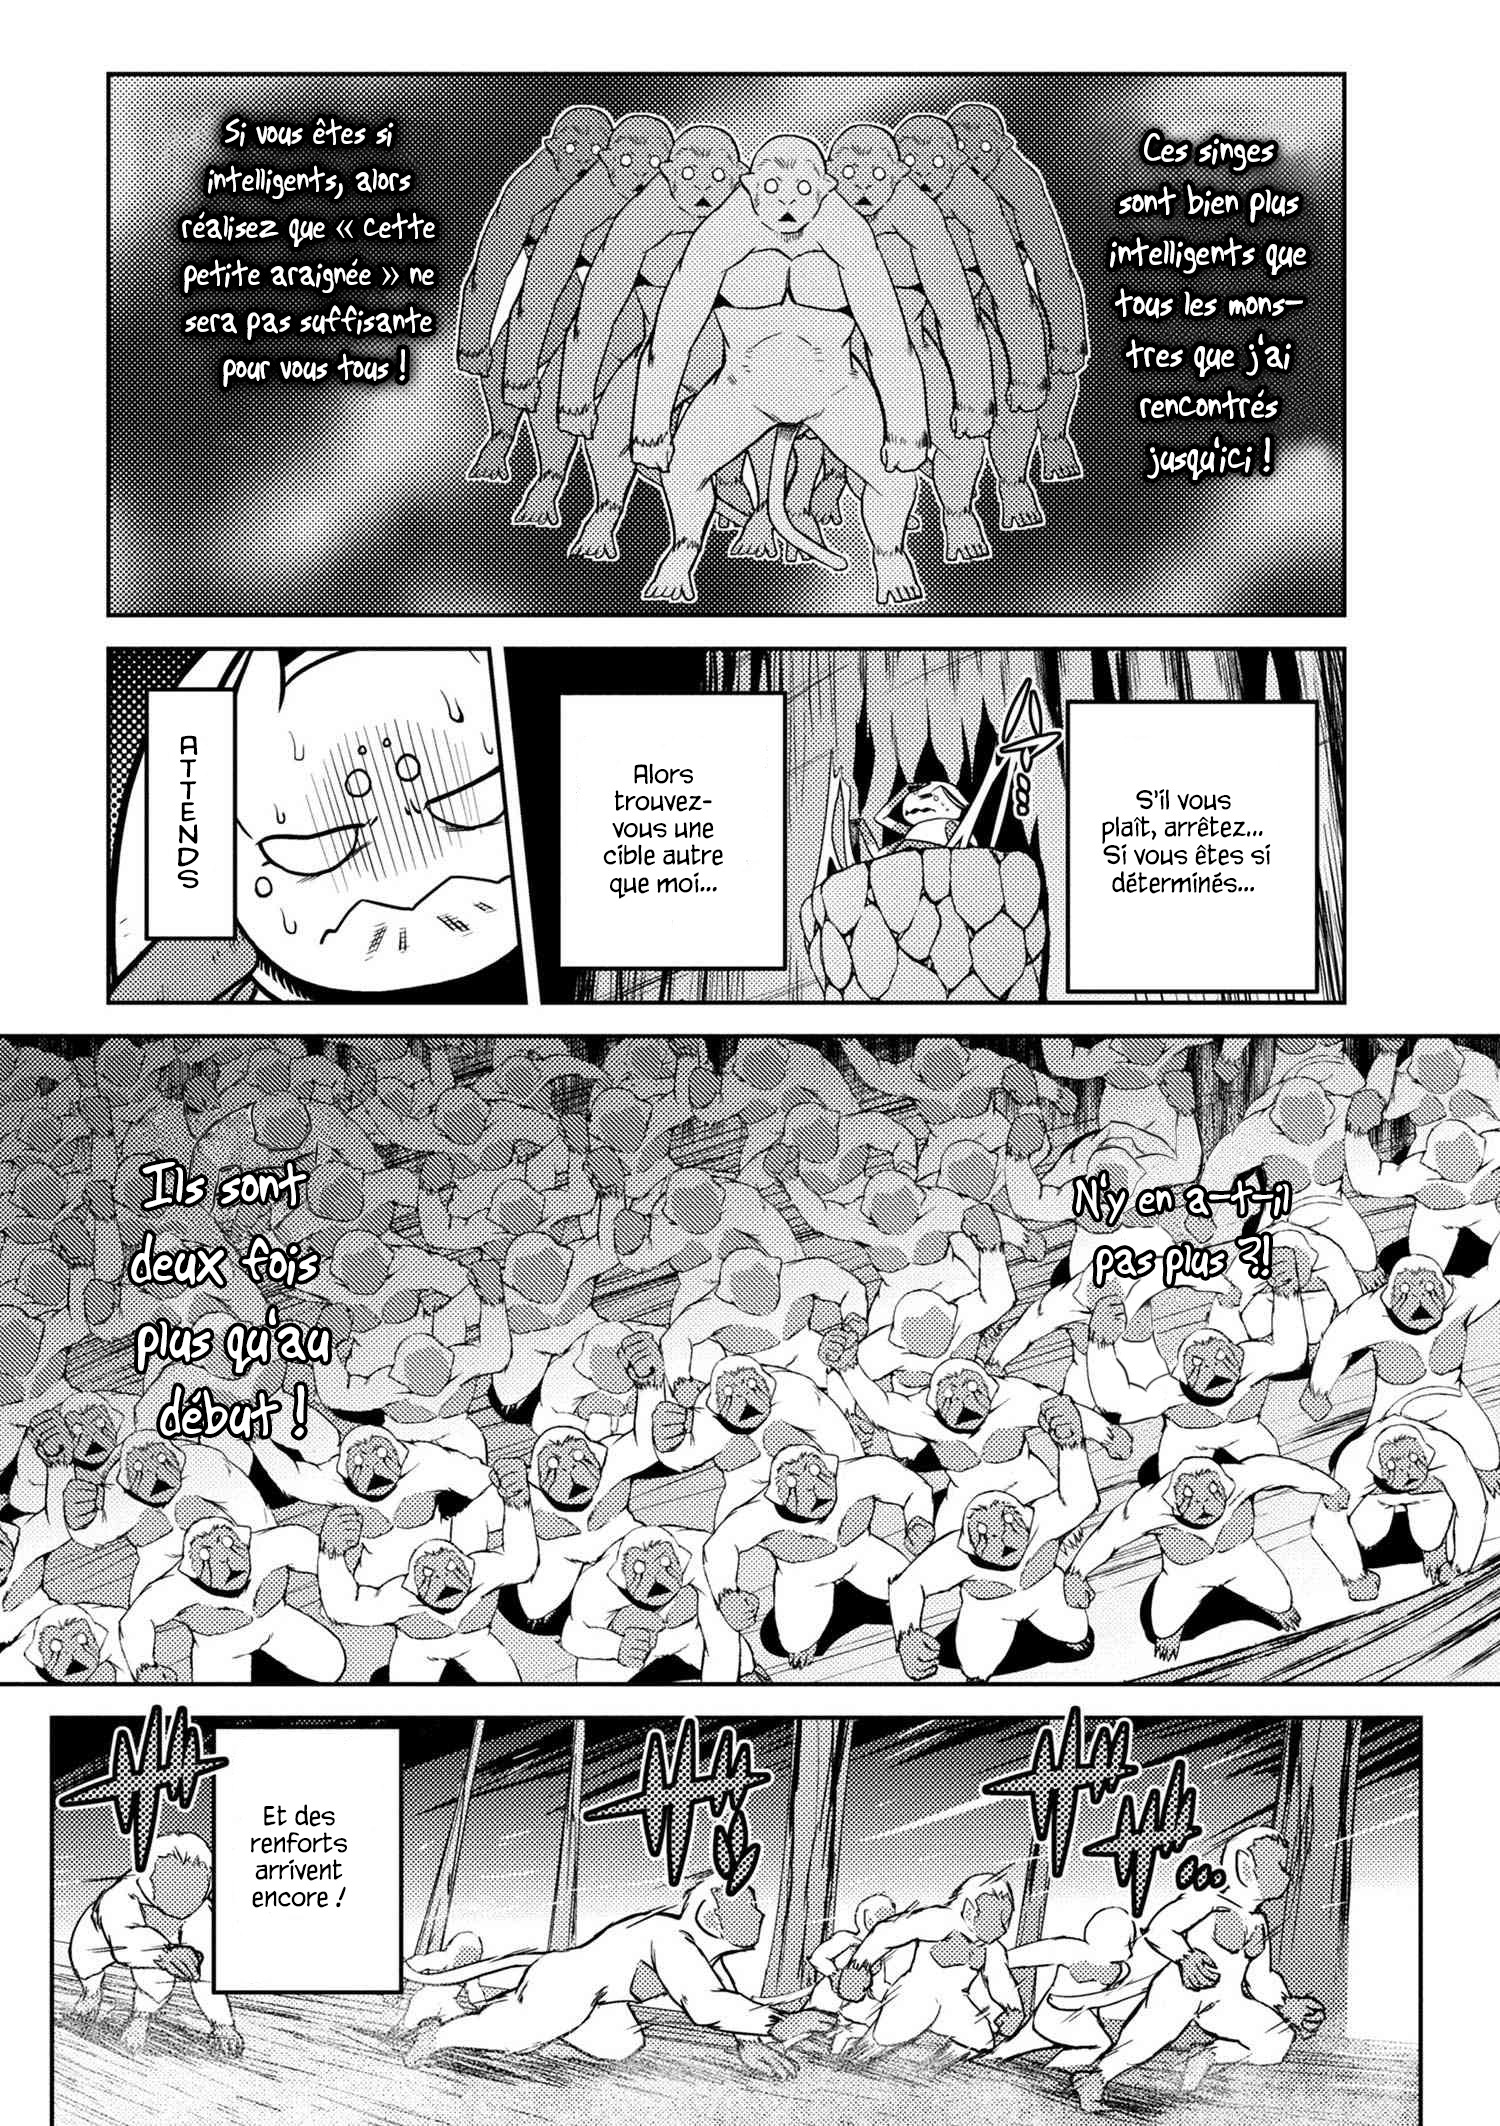 Ces singes
sont bien plus
intelligents que
tous les mons-
tres que j'ai
rencontrés
jusqu'ici !
Si vous êtes si
intelligents, alors
réalisez que « cette
petite araignée » ne
sera pas suffisante
pour vous tous !
S'il vous
plaît, arrêtez...
Si vous êtes si
déterminés...
Alors
trouvez-
vous une
cible autre
que moi...
ATTENDS
N'y en a-t-il
pas plus ?!
Ils sont
deux fois
plus qu'au
début !
Et des
renforts
arrivent
encore !